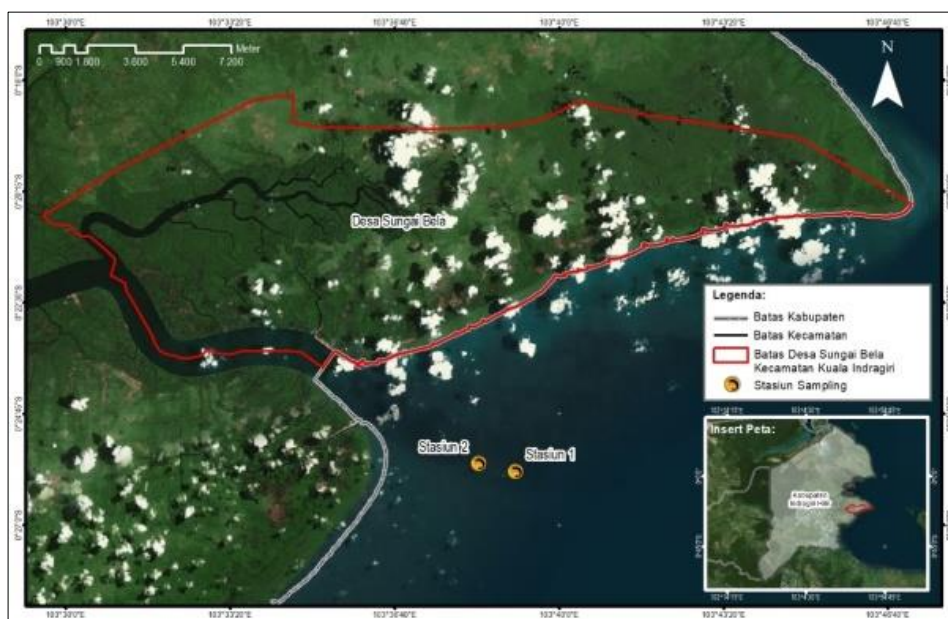 103°30'0"E 103°33'20"E 103°36'40"E 103°40'0"E 103°43'20"E 103°46'40"E
Meter
0 900 1.800 3.600 5.400 7.200
N
Desa Sungai Bela
Stasiun 2
Stasiun 1
Legenda:
Batas Kabupaten
Batas Kecamatan
Batas Desa Sungai Bela
Kecamatan Kuala Indragiri
Stasiun Sampling
Insert Peta:
Kabupaten
Indragiri Hilir
103°30'0"E 103°33'20"E 103°36'40"E 103°40'0"E 103°43'20"E 103°46'40"E